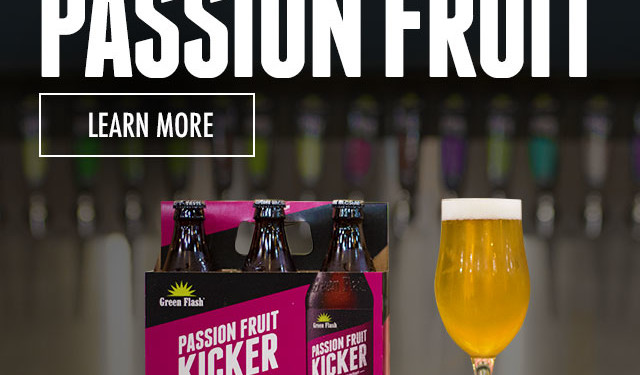 PASSION FRUIT
LEARN MORE
Green Flash
PASSION FRUIT
KICKER
Green Flash
PASSION FRUIT
KICKER